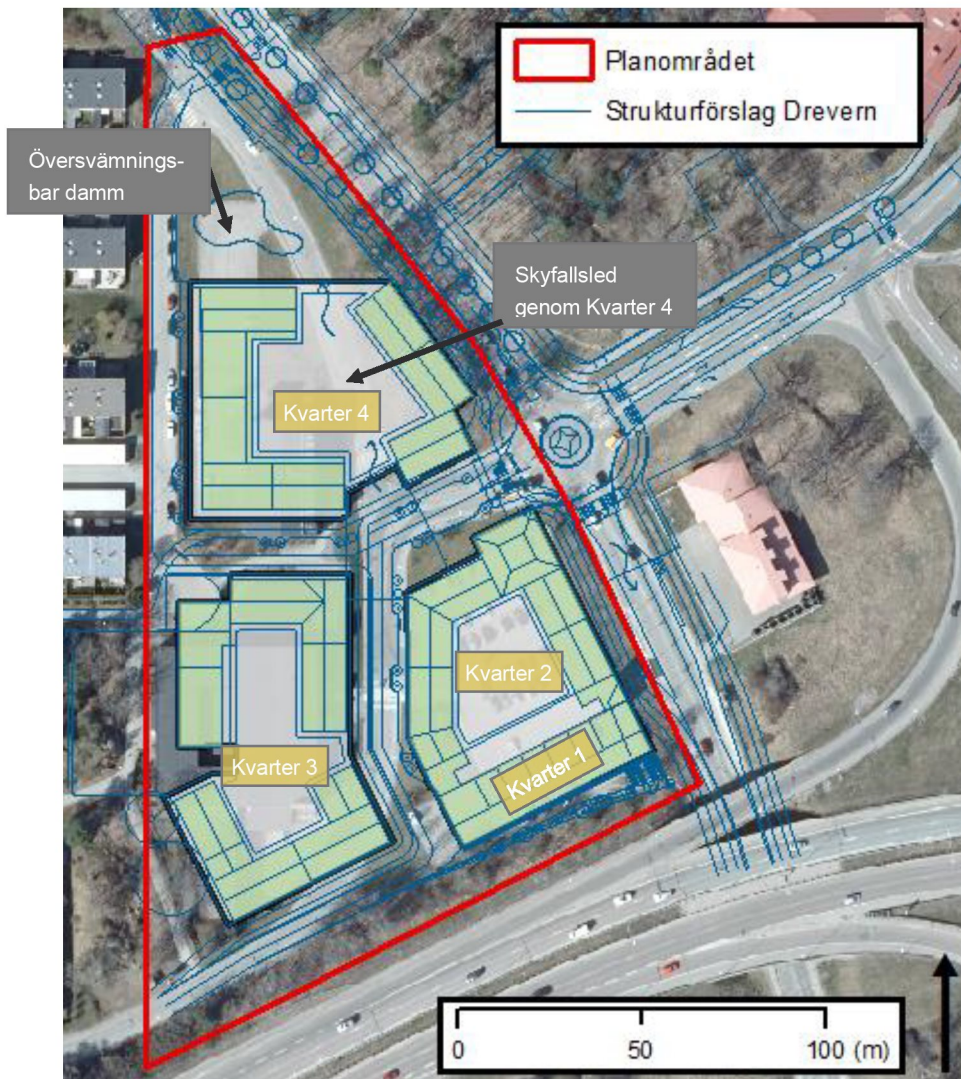 Planområdet
Strukturförslag Drevern
Översvämnings-
bar damm
Skyfallsled
genom Kvarter 4
Kvarter 4
Kvarter 2
Kvarter 3
Kvarter 1
0 50 100 (m)